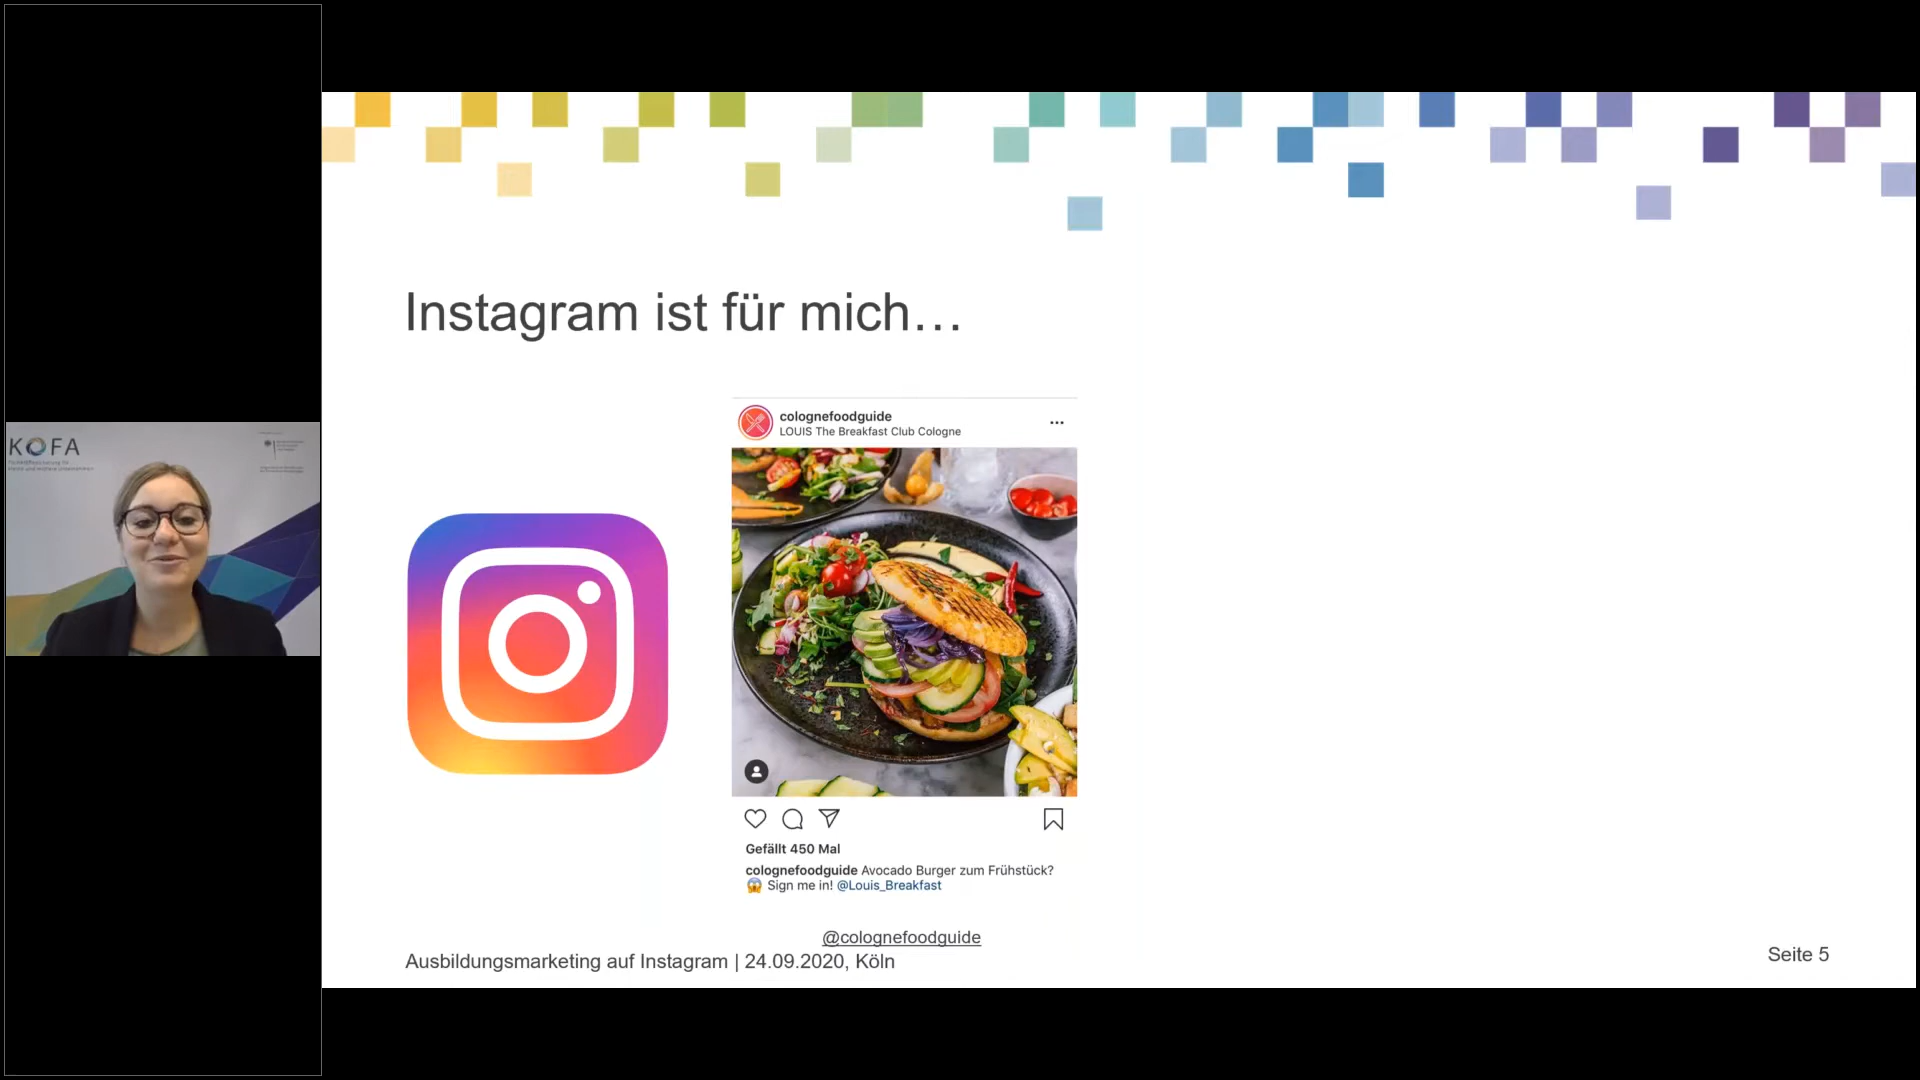 KOFA
Instagram ist für mich…
colognefoodguide
LOUIS The Breakfast Club Cologne
Gefällt 450 Mal
colognefoodguide Avocado Burger zum Frühstück?
😱 Sign me in! @Louis_Breakfast
@colognefoodguide
Ausbildungsmarketing auf Instagram | 24.09.2020, Köln
Seite 5